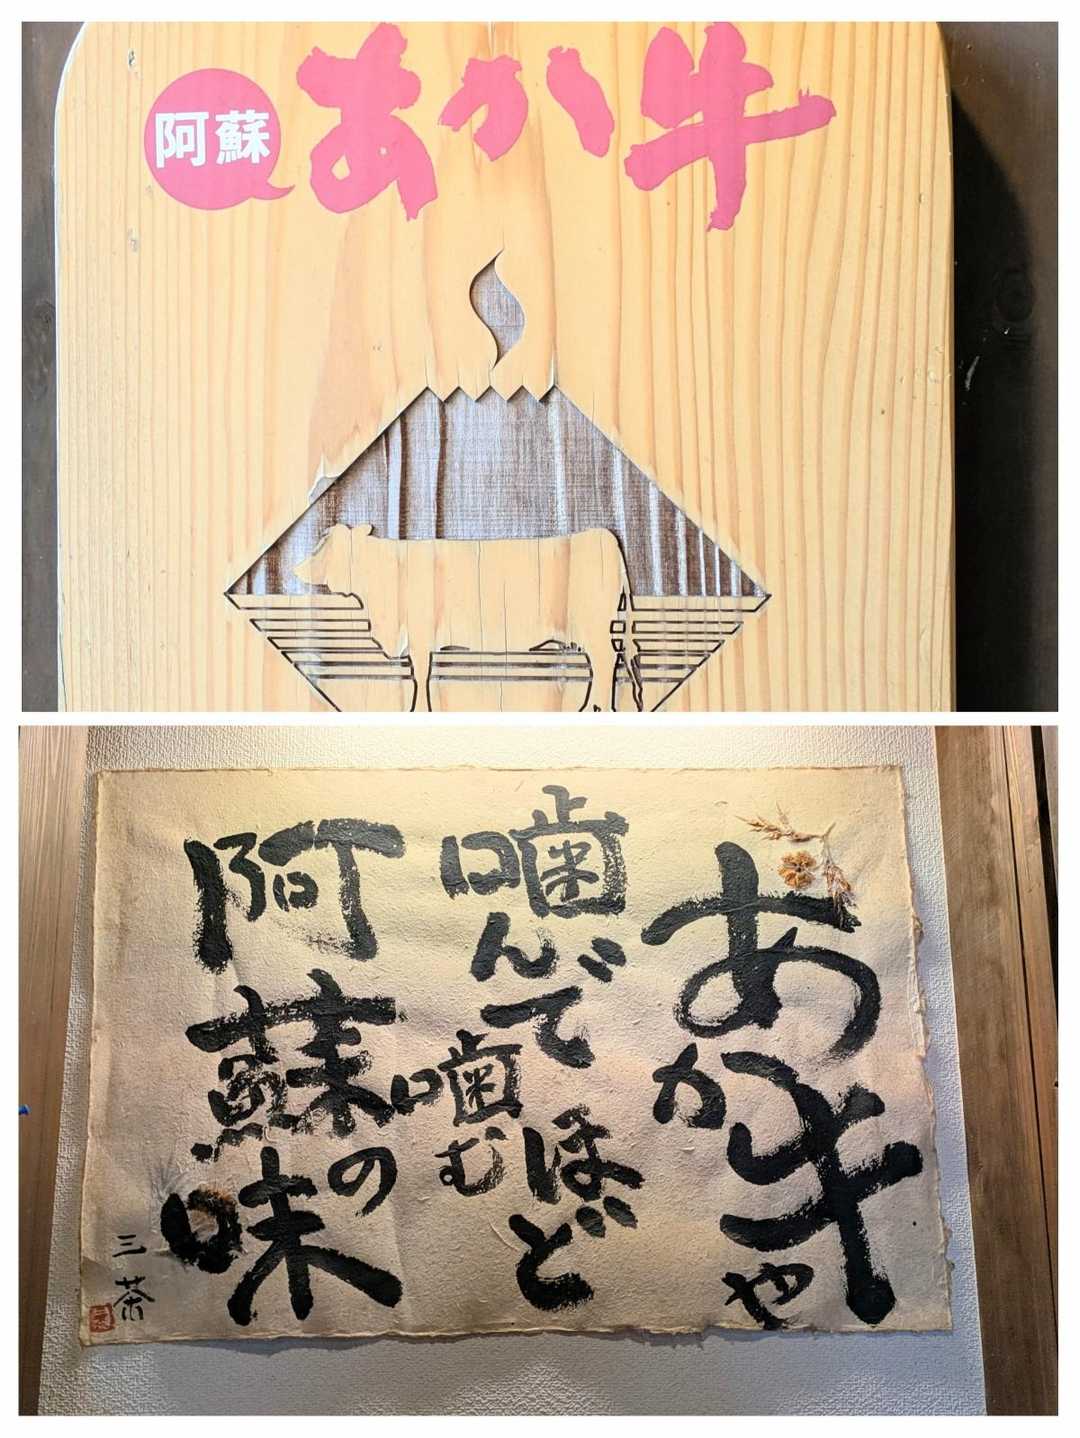 阿蘇
あか牛
あか牛や
噛んで噛むほど
阿蘇の味
三茶